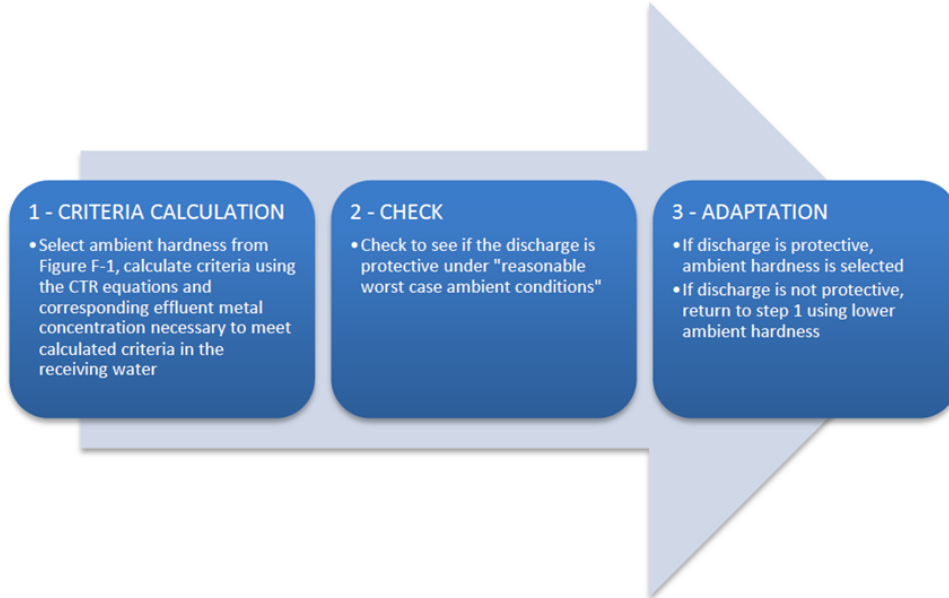 1 - CRITERIA CALCULATION
•Select ambient hardness from
Figure F-1, calculate criteria using
the CTR equations and
corresponding effluent metal
concentration necessary to meet
calculated criteria in the
receiving water
2 - CHECK
•Check to see if the discharge is
protective under "reasonable
worst case ambient conditions"
3 - ADAPTATION
•If discharge is protective,
ambient hardness is selected
•If discharge is not protective,
return to step 1 using lower
ambient hardness